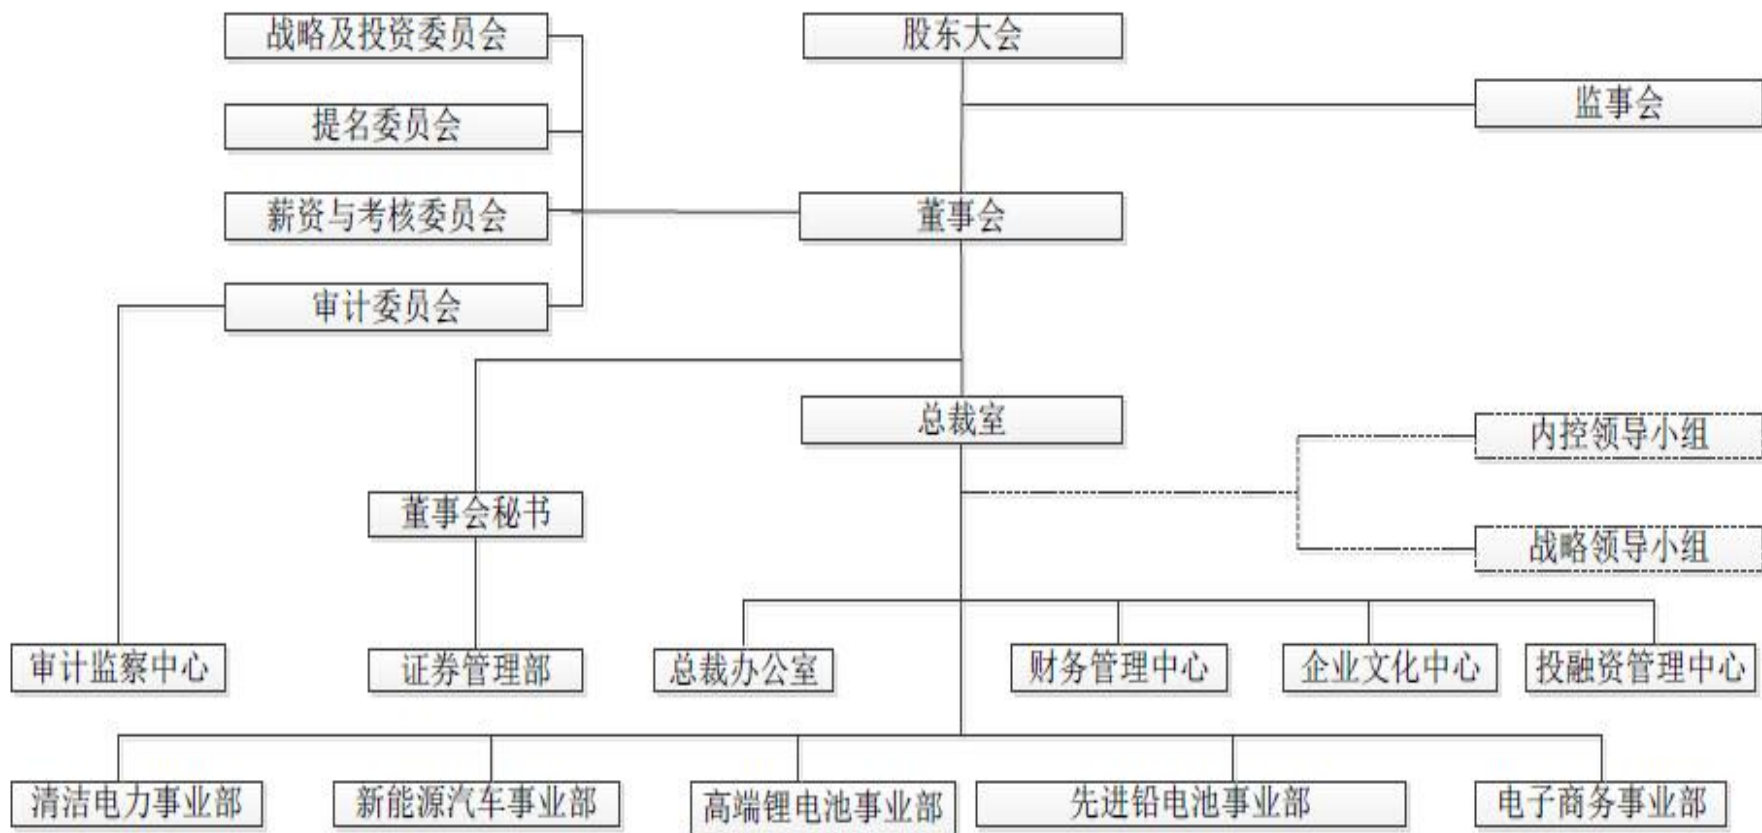 战略及投资委员会
股东大会
监事会
提名委员会
薪资与考核委员会
董事会
审计委员会
总裁室
内控领导小组
董事会秘书
战略领导小组
审计监察中心
证券管理部
总裁办公室
财务管理中心
企业文化中心
投融资管理中心
清洁电力事业部
新能源汽车事业部
高端锂电池事业部
先进铅电池事业部
电子商务事业部